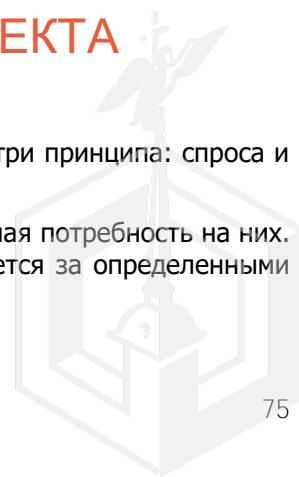 ЕКТА
три принципа: спроса и
ная потребность на них.
ется за определенными
75